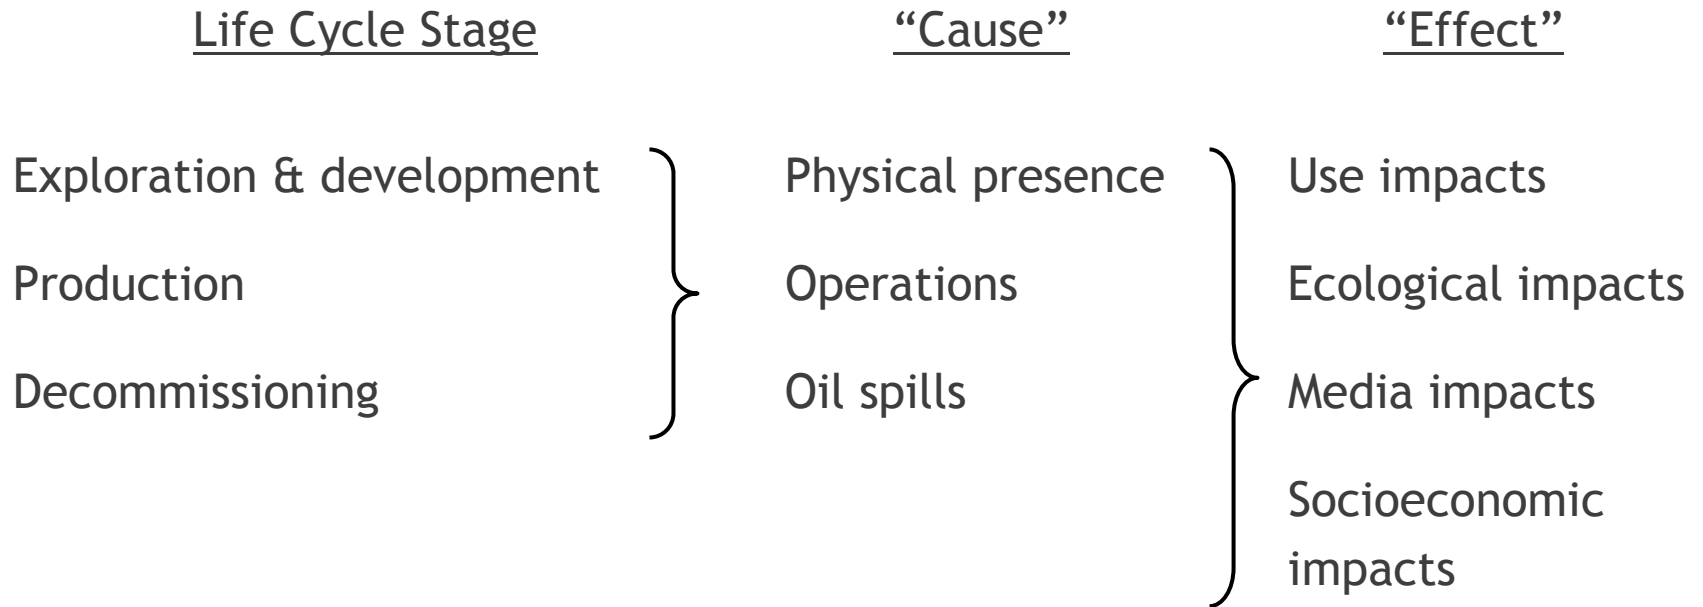 Life Cycle Stage “Cause” “Effect”
Exploration & development Physical presence Use impacts
Production Operations Ecological impacts
Decommissioning Oil spills Media impacts
Socioeconomic
impacts